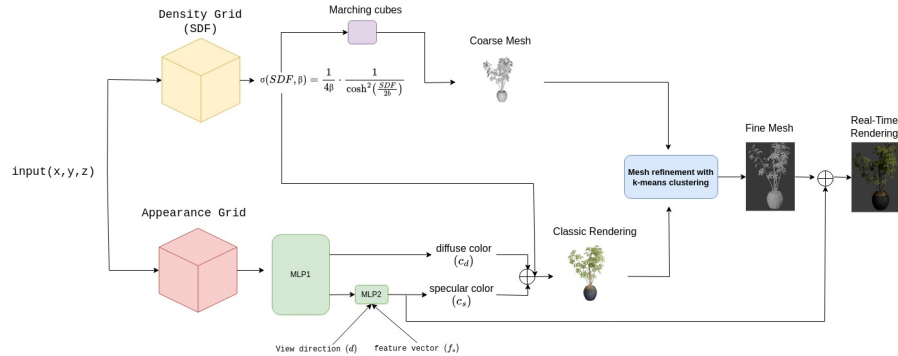 Density Grid
(SDF)
Marching cubes
σ(SDF, β) = 1/4β · 1/cosh²(SDF/2b)
Coarse Mesh
input(x,y,z)
Mesh refinement with
k-means clustering
Fine Mesh
Real-Time
Rendering
Appearance Grid
MLP1
diffuse color
(c_d)
Classic Rendering
MLP2
specular color
(c_s)
View direction (d)
feature vector (f_s)